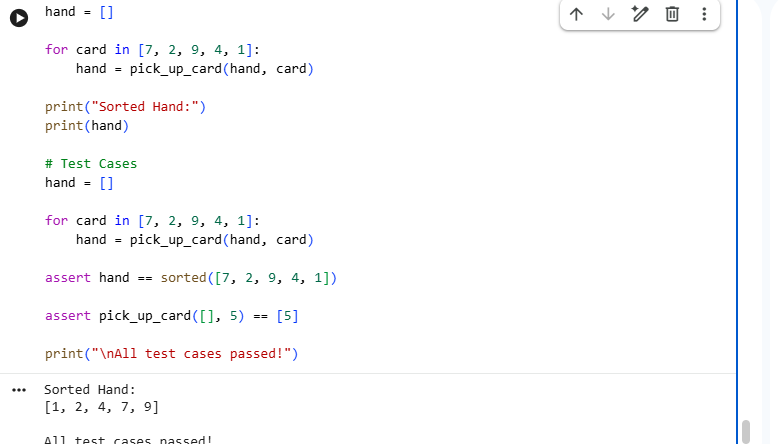 hand = []
for card in [7, 2, 9, 4, 1]:
    hand = pick_up_card(hand, card)
print("Sorted Hand:")
print(hand)
# Test Cases
hand = []
for card in [7, 2, 9, 4, 1]:
    hand = pick_up_card(hand, card)
assert hand == sorted([7, 2, 9, 4, 1])
assert pick_up_card([], 5) == [5]
print("\nAll test cases passed!")
Sorted Hand:
[1, 2, 4, 7, 9]
All test cases passed!